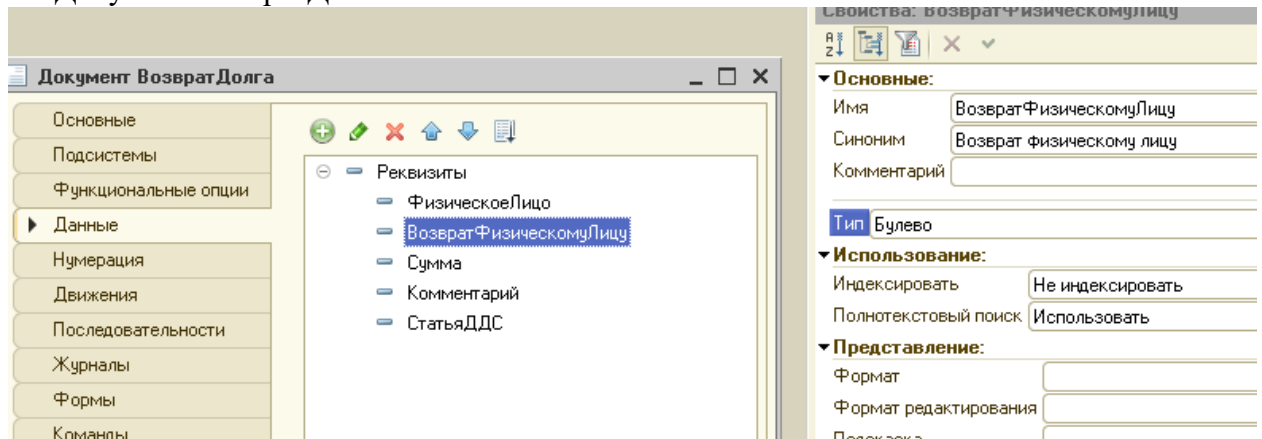 Свойства: ВозвратФизическомуЛицу
Документ ВозвратДолга
Основные
Подсистемы
Функциональные опции
Данные
Нумерация
Движения
Последовательности
Журналы
Формы
Команды
Реквизиты
ФизическоеЛицо
ВозвратФизическомуЛицу
Сумма
Комментарий
СтатьяДДС
Основные:
Имя ВозвратФизическомуЛицу
Синоним Возврат физическому лицу
Комментарий
Тип Булево
Использование:
Индексировать Не индексировать
Полнотекстовый поиск Использовать
Представление:
Формат
Формат редактирования
Подсказка